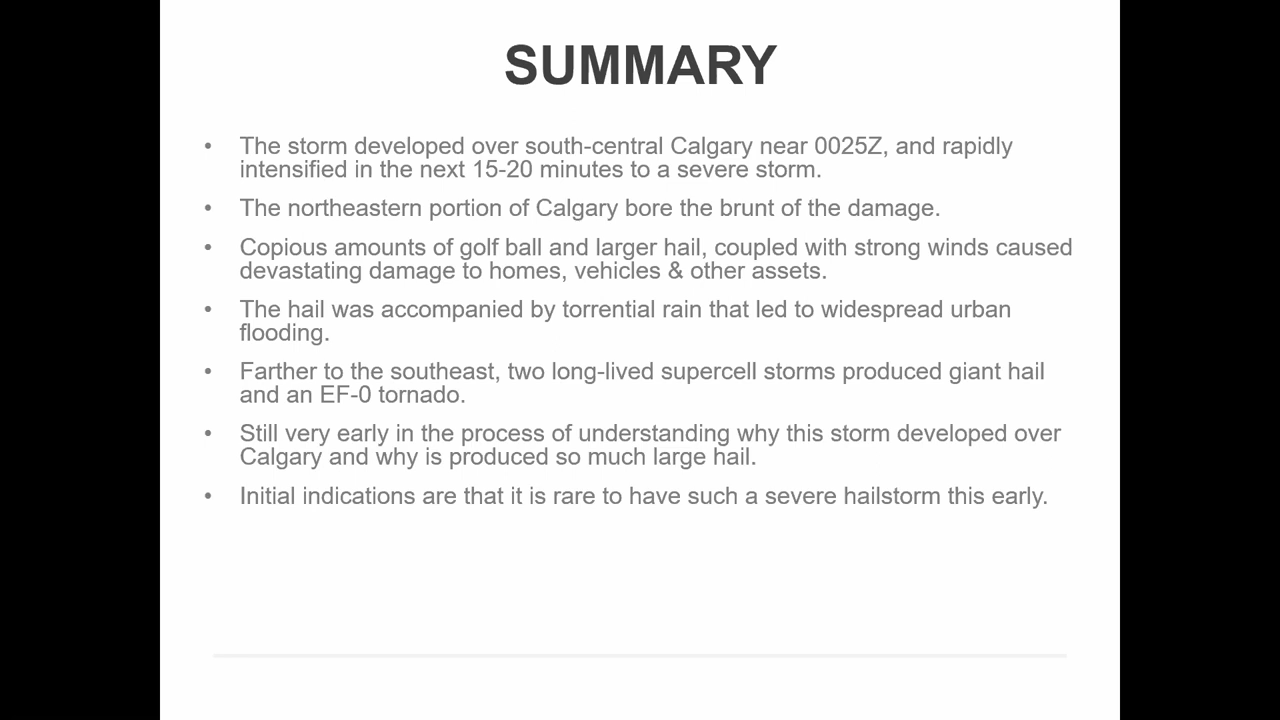 SUMMARY
• The storm developed over south-central Calgary near 0025Z, and rapidly
intensified in the next 15-20 minutes to a severe storm.
• The northeastern portion of Calgary bore the brunt of the damage.
• Copious amounts of golf ball and larger hail, coupled with strong winds caused
devastating damage to homes, vehicles & other assets.
• The hail was accompanied by torrential rain that led to widespread urban
flooding.
• Farther to the southeast, two long-lived supercell storms produced giant hail
and an EF-0 tornado.
• Still very early in the process of understanding why this storm developed over
Calgary and why is produced so much large hail.
• Initial indications are that it is rare to have such a severe hailstorm this early.